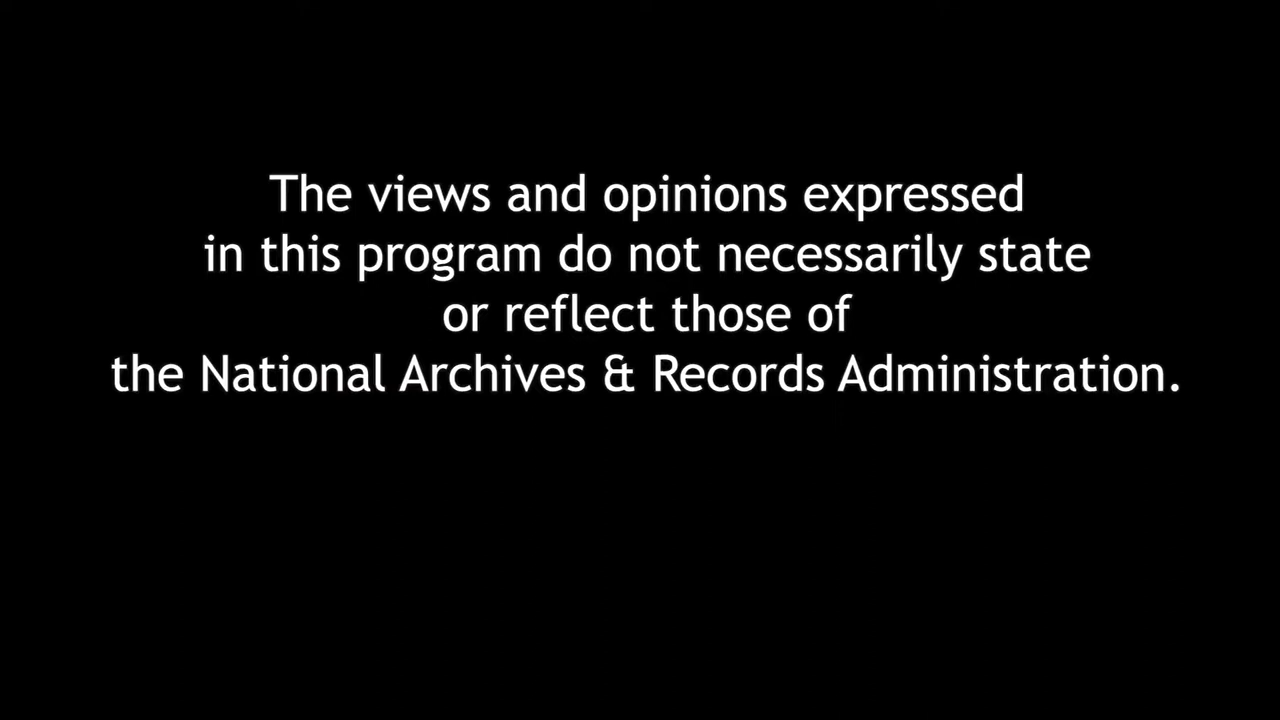 The views and opinions expressed
in this program do not necessarily state
or reflect those of
the National Archives & Records Administration.